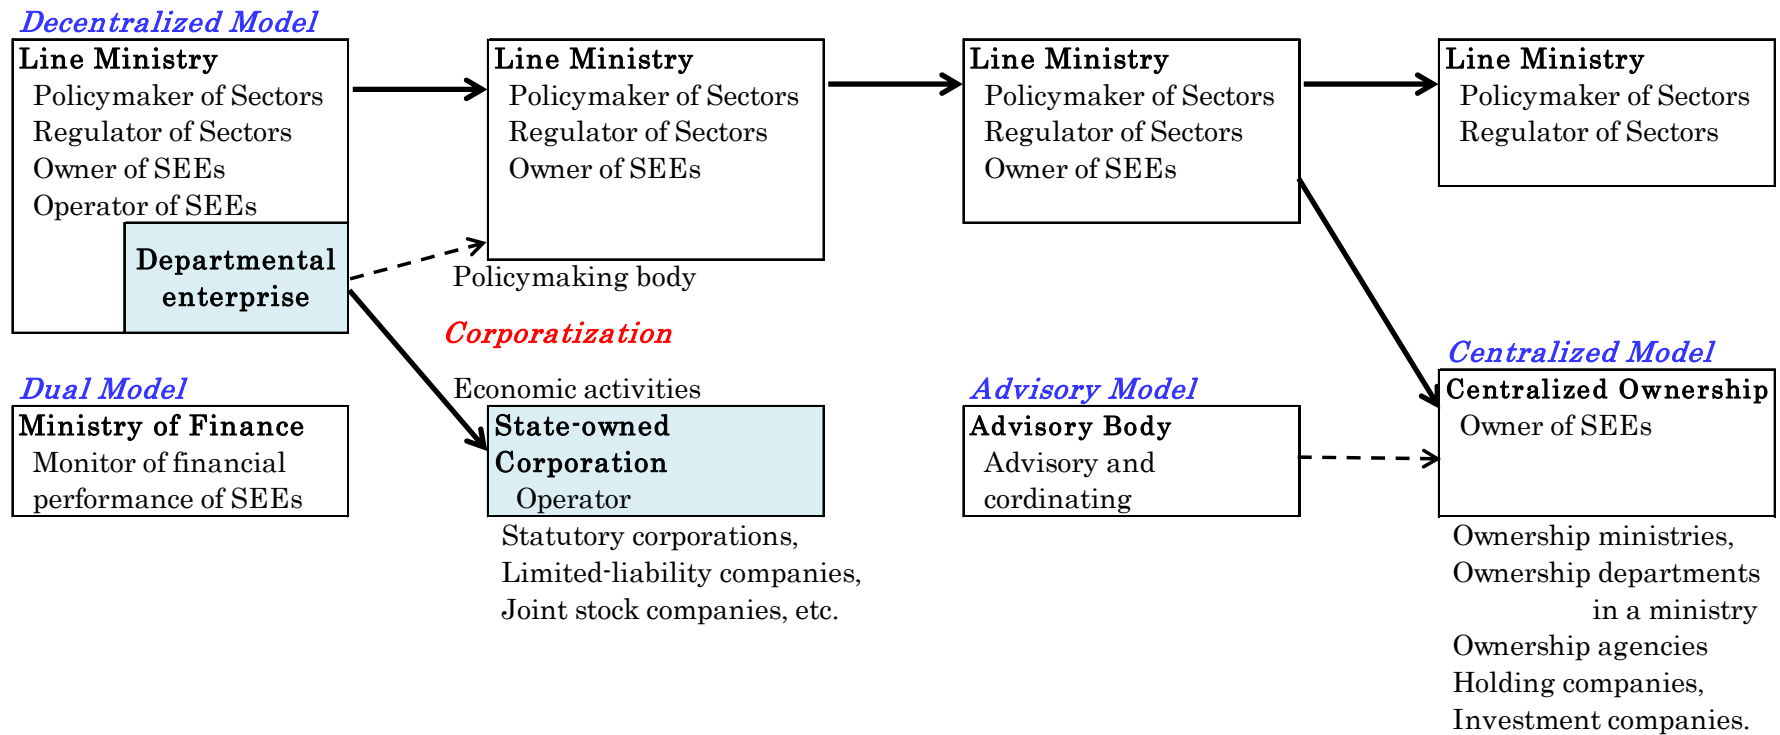 Decentralized Model
Line Ministry
Policymaker of Sectors
Regulator of Sectors
Owner of SEEs
Operator of SEEs
Departmental
enterprise
Line Ministry
Policymaker of Sectors
Regulator of Sectors
Owner of SEEs
Policymaking body
Corporatization
Economic activities
Line Ministry
Policymaker of Sectors
Regulator of Sectors
Owner of SEEs
Line Ministry
Policymaker of Sectors
Regulator of Sectors
Dual Model
Ministry of Finance
Monitor of financial
performance of SEEs
State-owned
Corporation
Operator
Statutory corporations,
Limited-liability companies,
Joint stock companies, etc.
Advisory Model
Advisory Body
Advisory and
cordinating
Centralized Model
Centralized Ownership
Owner of SEEs
Ownership ministries,
Ownership departments
in a ministry
Ownership agencies
Holding companies,
Investment companies.